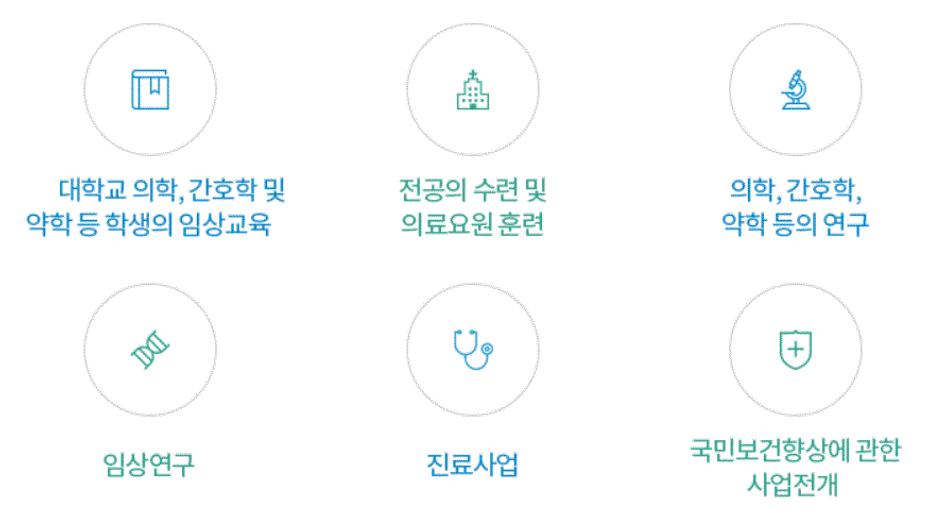 대학교 의학, 간호학 및
약학 등 학생의 임상교육
전공의 수련 및
의료요원 훈련
의학, 간호학,
약학 등의 연구
임상연구
진료사업
국민보건향상에 관한
사업전개